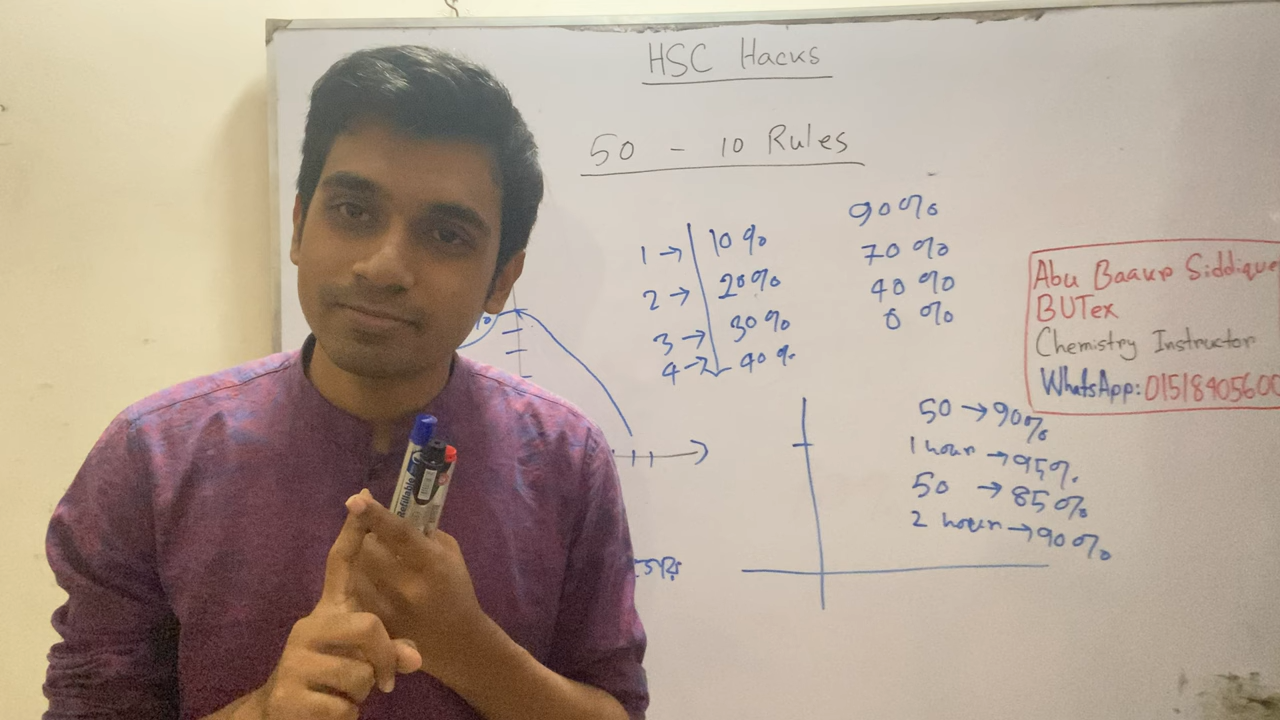 HSC Hacks
50 - 10 Rules
1 → 10%
2 → 20%
3 → 30%
4 → 40%
90%
70%
40%
0%
Abu Baaur Siddique
BUTex
Chemistry Instructor
WhatsApp: 0151840560
50 → 90%
1 hour → 95%
50 → 85%
2 hours → 90%
Refillable